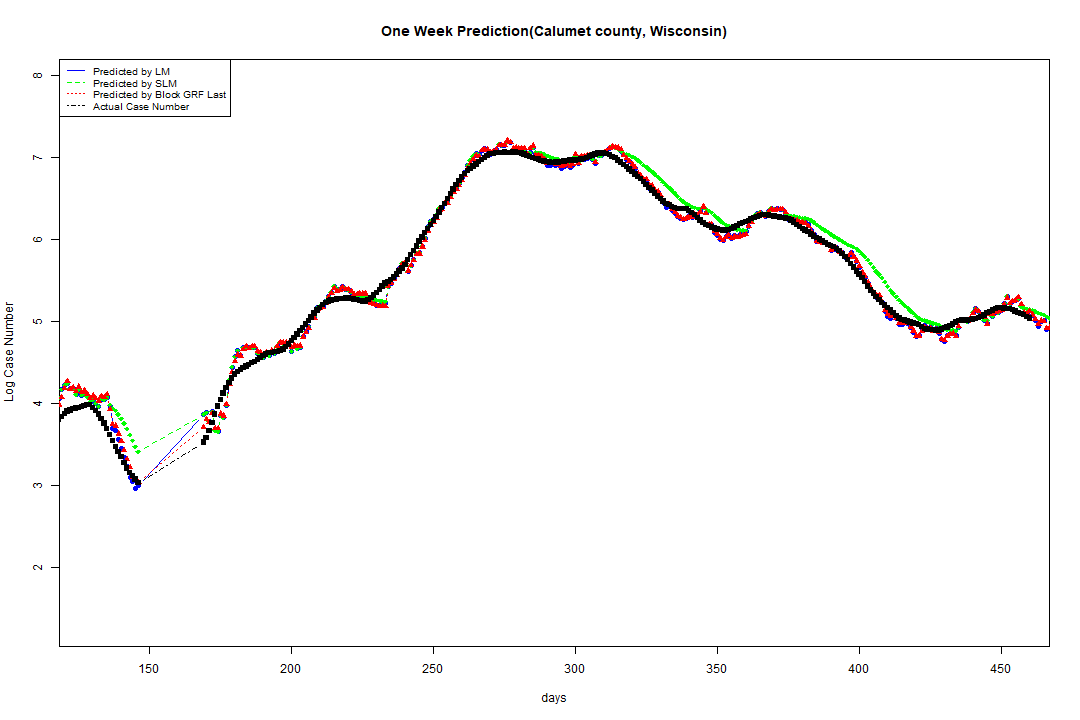 One Week Prediction(Calumet county, Wisconsin)
Predicted by LM
Predicted by SLM
Predicted by Block GRF Last
Actual Case Number
Log Case Number
8
7
6
5
4
3
2
150 200 250 300 350 400 450
days